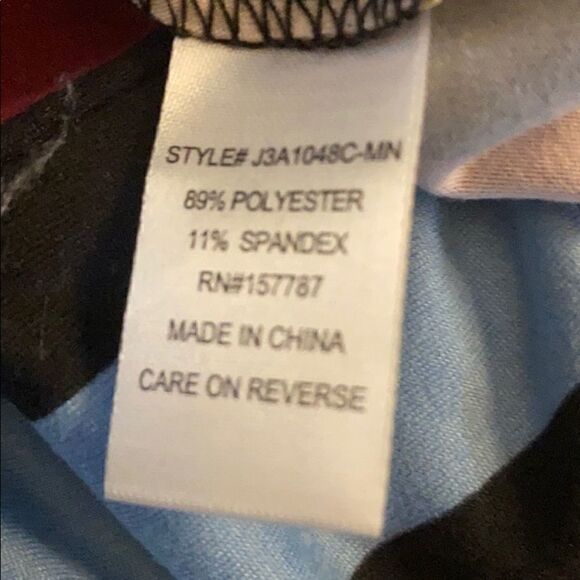 STYLE# J3A1048C-MN
89% POLYESTER
11% SPANDEX
RN#157787
MADE IN CHINA
CARE ON REVERSE